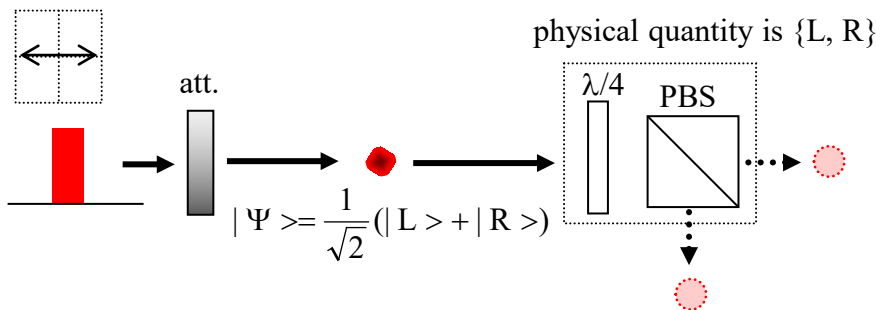 physical quantity is {L, R}
att.
λ/4
PBS
| Ψ >= 1/√2 (| L > + | R >)